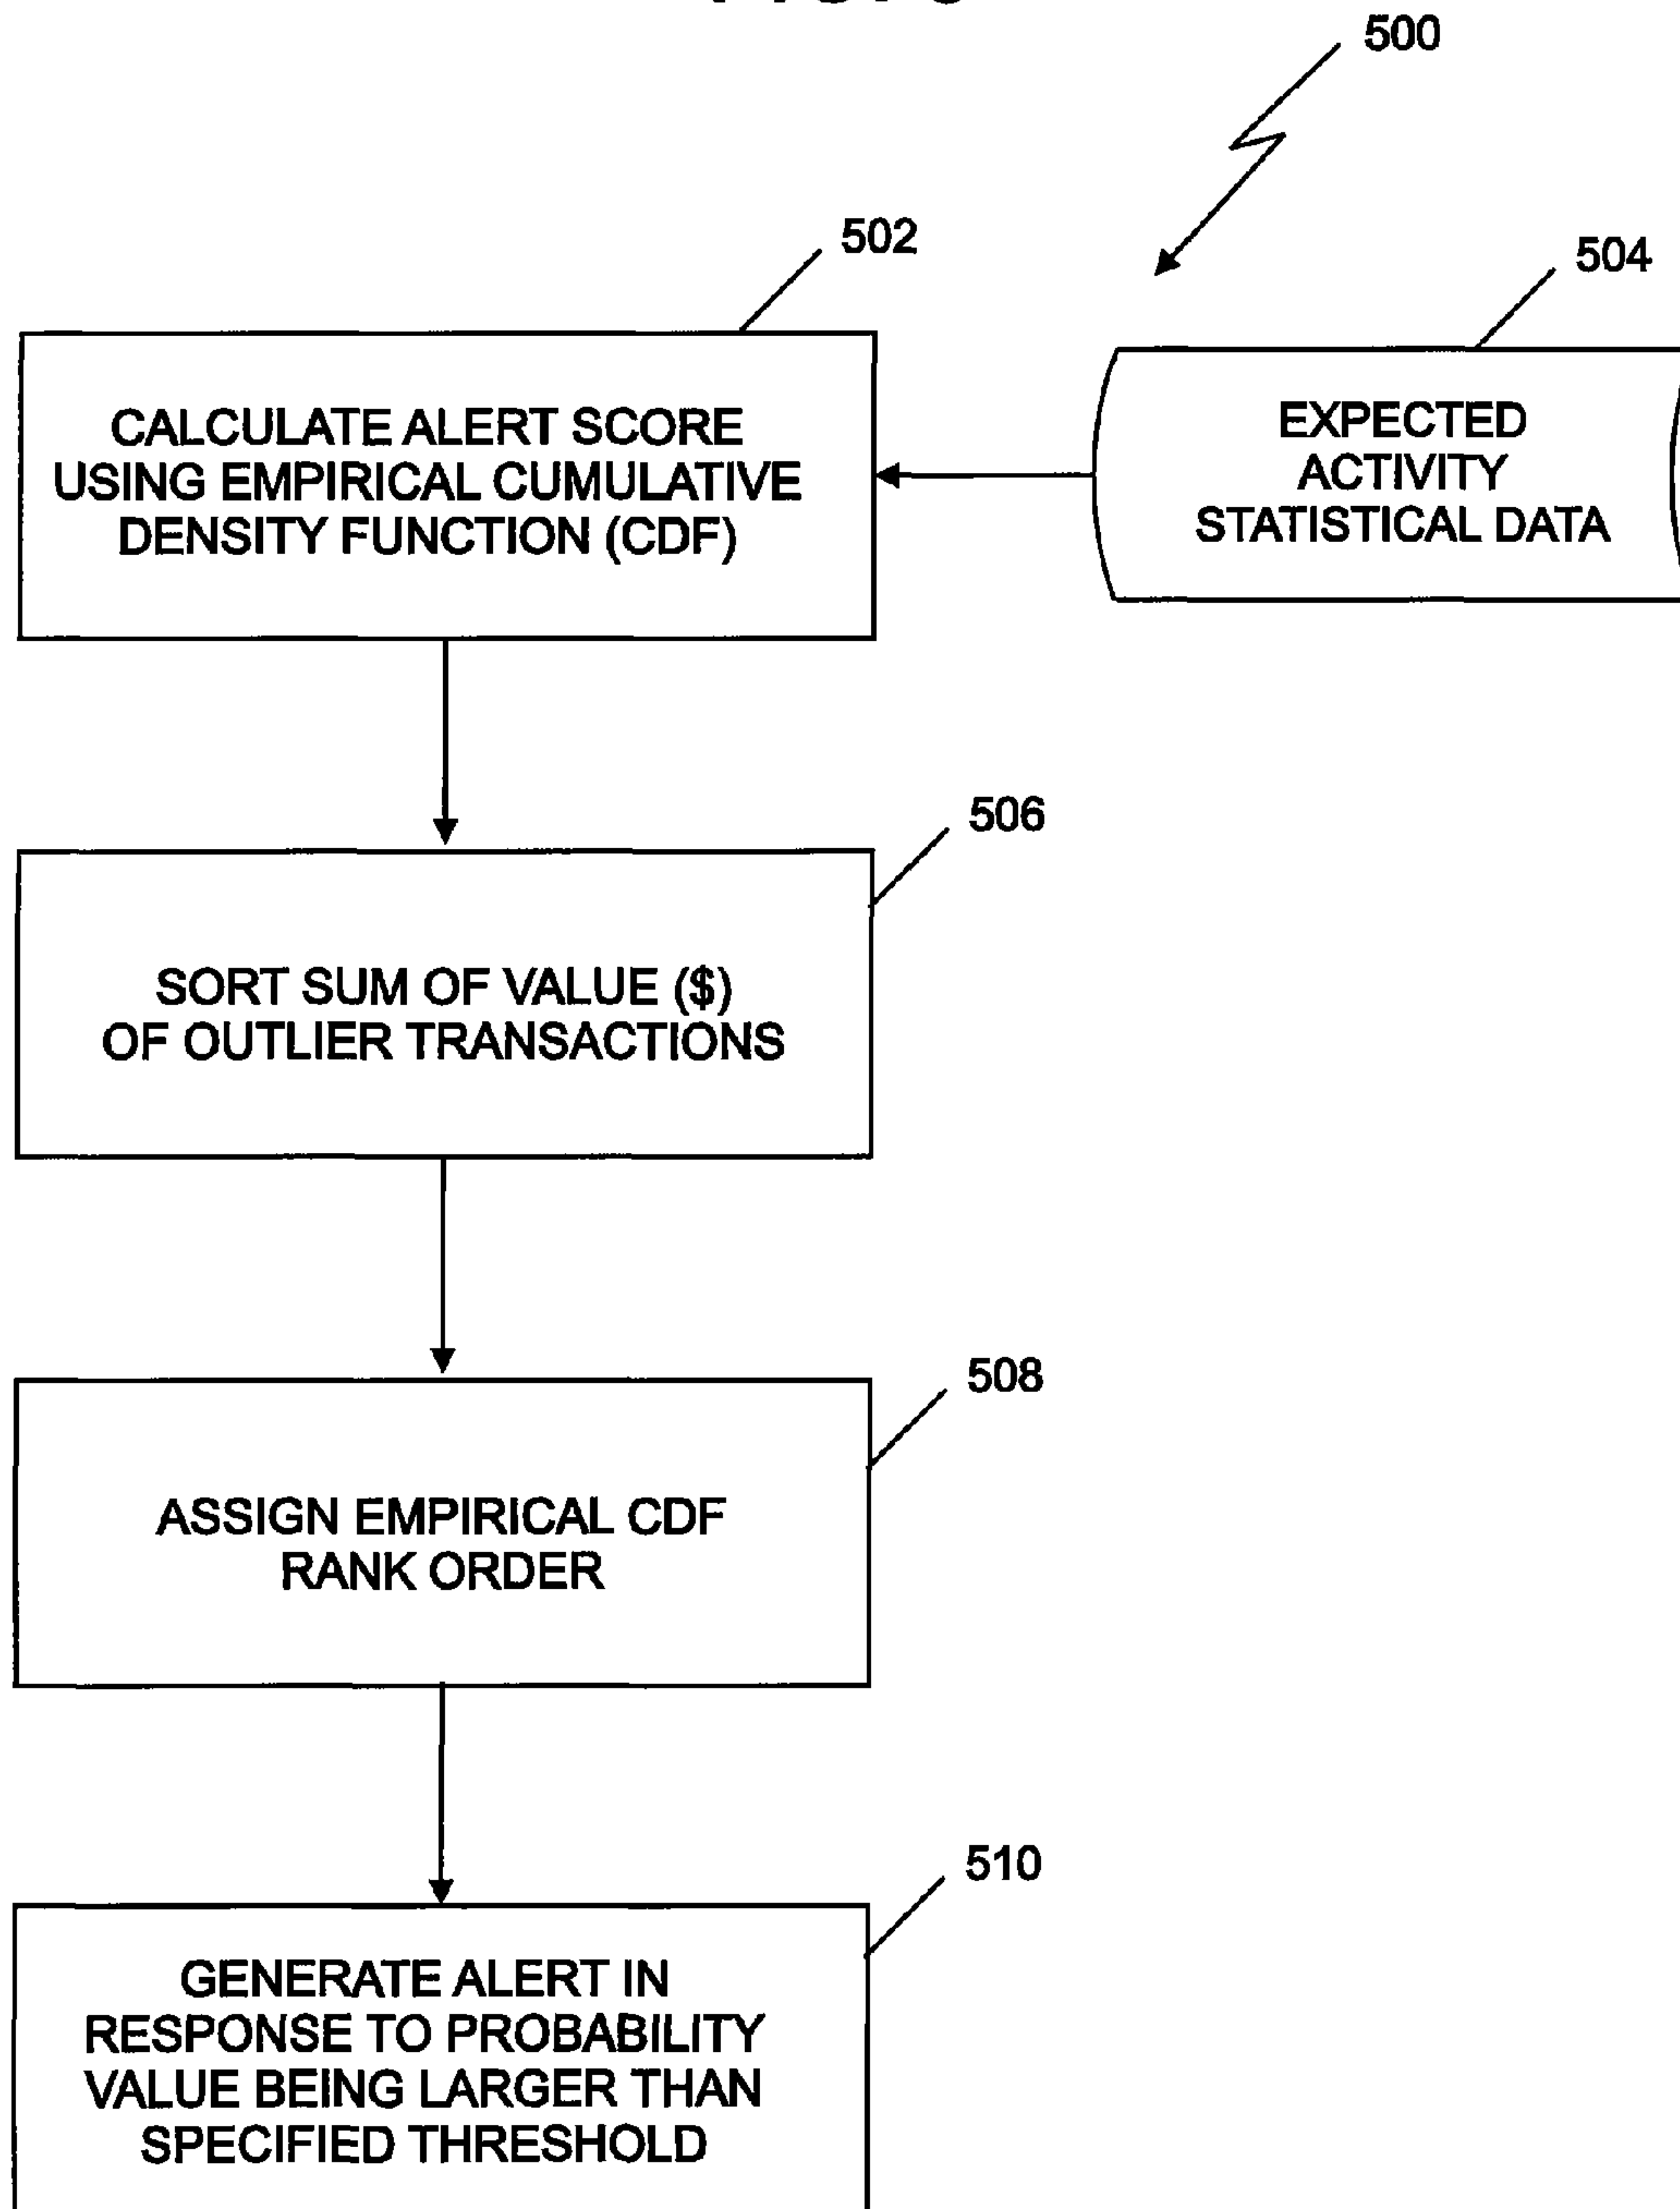 500
502
504
CALCULATE ALERT SCORE
USING EMPIRICAL CUMULATIVE
DENSITY FUNCTION (CDF)
EXPECTED
ACTIVITY
STATISTICAL DATA
506
SORT SUM OF VALUE ($)
OF OUTLIER TRANSACTIONS
508
ASSIGN EMPIRICAL CDF
RANK ORDER
510
GENERATE ALERT IN
RESPONSE TO PROBABILITY
VALUE BEING LARGER THAN
SPECIFIED THRESHOLD